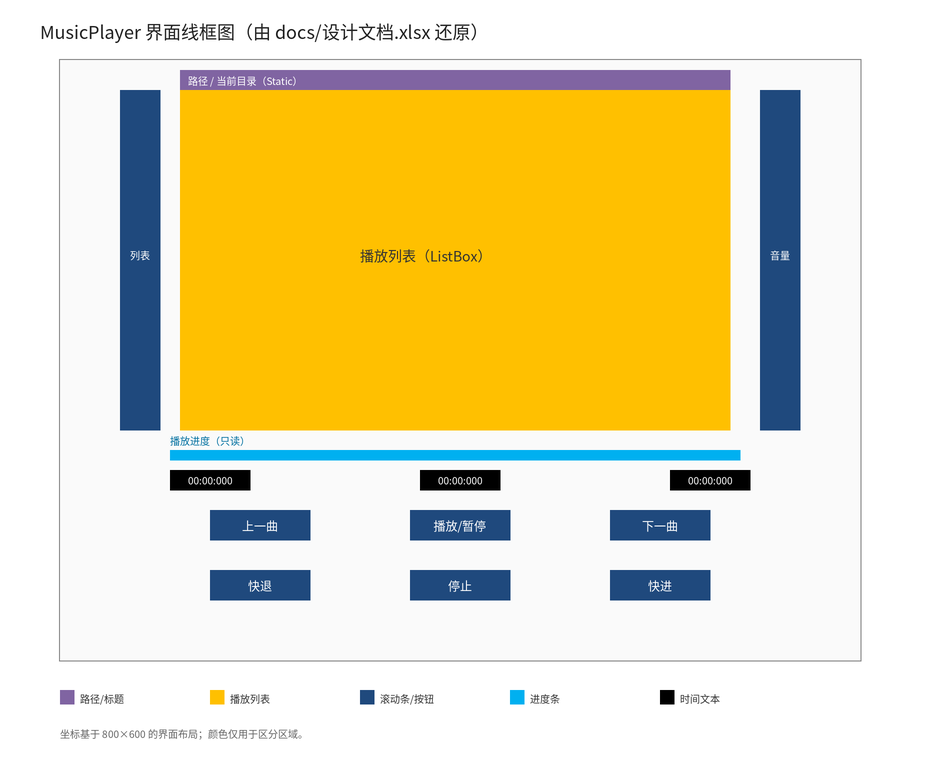 MusicPlayer 界面线框图（由 docs/设计文档.xlsx 还原）
路径 / 当前目录（Static）
列表
播放列表（ListBox）
音量
播放进度（只读）
00:00:000 00:00:000 00:00:000
上一曲 播放/暂停 下一曲
快退 停止 快进
路径/标题 播放列表 滚动条/按钮 进度条 时间文本
坐标基于 800×600 的界面布局；颜色仅用于区分区域。